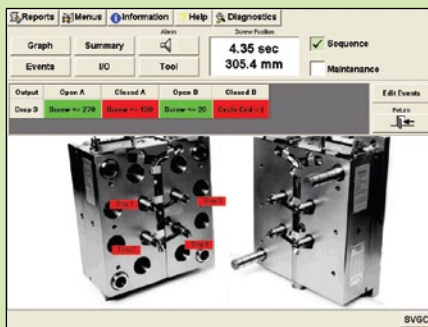 Reports Menus Information ? Help Diagnostics
Graph Summary Alarm Screw Position
Events I/O Tool 4.35 sec
305.4 mm
Sequence
Maintenance
Output Open A Closed A Open B Closed B Edit Events
Screw <= 270 Screw <= 100 Screw <= 20 Cycle End = 1
Return
SVGC